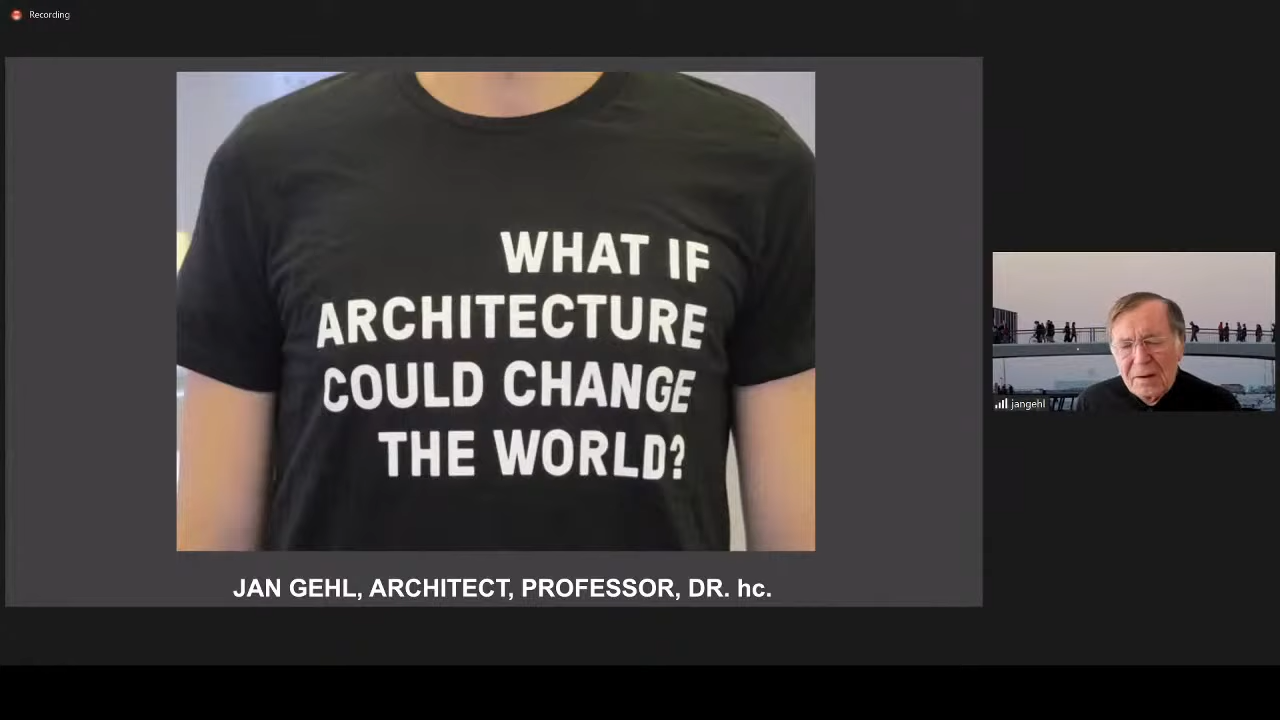 Recording
WHAT IF
ARCHITECTURE
COULD CHANGE
THE WORLD?
JAN GEHL, ARCHITECT, PROFESSOR, DR. hc.
jangehl